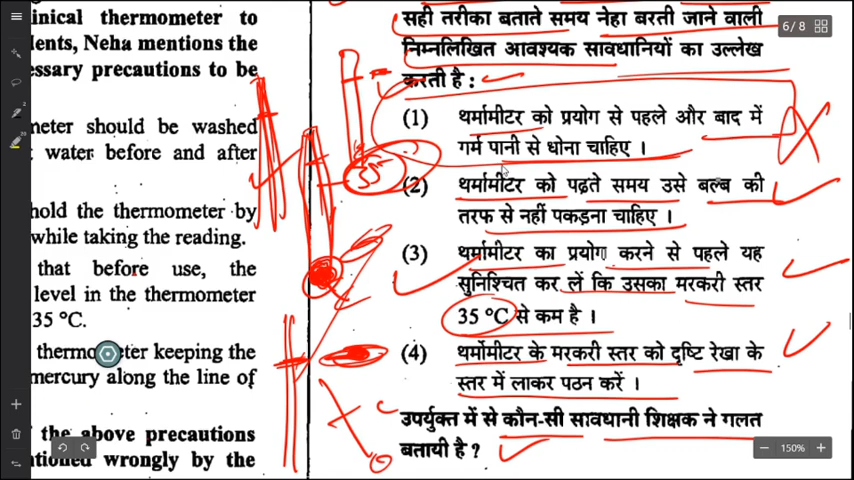 clinical thermometer to
dents, Neha mentions the
essary precautions to be
meter should be washed
water before and after
hold the thermometer by
while taking the reading.
that before use, the
level in the thermometer
35 °C.
thermometer keeping the
mercury along the line of
f the above precautions
ntioned wrongly by the
सही तरीका बताते समय नेहा बरती जाने वाली
निम्नलिखित आवश्यक सावधानियों का उल्लेख
करती है :
(1) थर्मामीटर को प्रयोग से पहले और बाद में
गर्म पानी से धोना चाहिए ।
(2) थर्मामीटर को पढ़ते समय उसे बल्ब की
तरफ से नहीं पकड़ना चाहिए ।
(3) थर्मामीटर का प्रयोग करने से पहले यह
सुनिश्चित कर लें कि उसका मरकरी स्तर
35 °C से कम है ।
(4) थर्मामीटर के मरकरी स्तर को दृष्टि रेखा के
स्तर में लाकर पठन करें ।
उपर्युक्त में से कौन-सी सावधानी शिक्षक ने गलत
बतायी है ?
35
6/8
150%